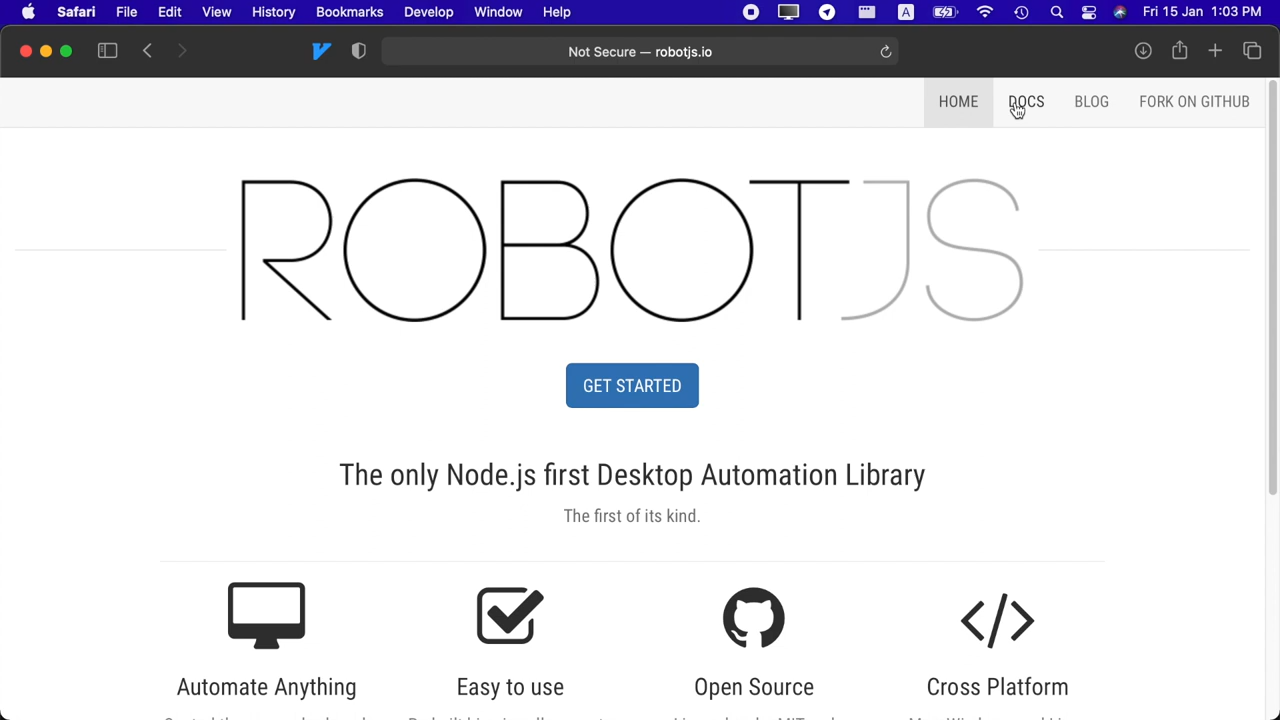 Safari File Edit View History Bookmarks Develop Window Help A Fri 15 Jan 1:03 PM
Not Secure — robotjs.io
HOME DOCS BLOG FORK ON GITHUB
ROBOTJS
GET STARTED
The only Node.js first Desktop Automation Library
The first of its kind.
Automate Anything Easy to use Open Source Cross Platform